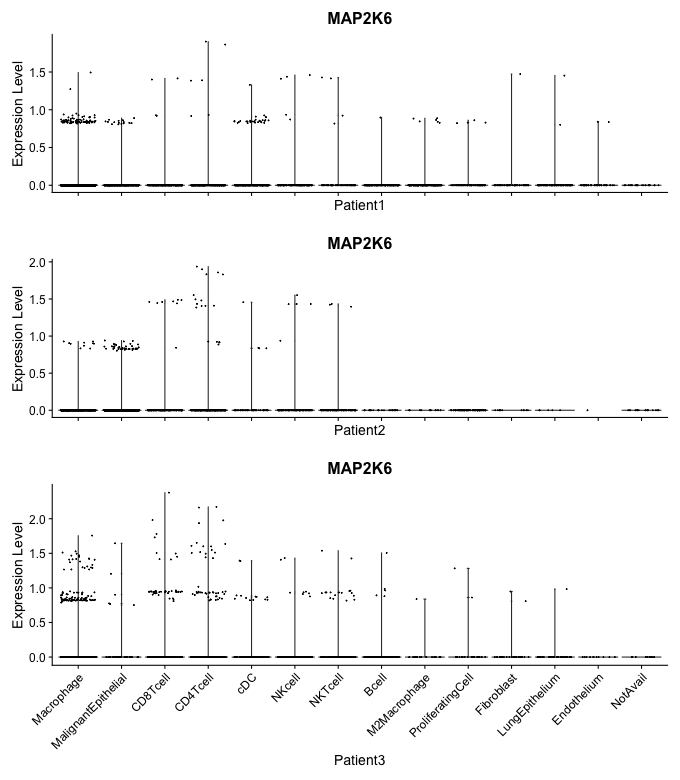 MAP2K6
Expression Level
1.5
1.0
0.5
0.0
Patient1
MAP2K6
Expression Level
2.0
1.5
1.0
0.5
0.0
Patient2
MAP2K6
Expression Level
2.0
1.5
1.0
0.5
0.0
Macrophage
MalignantEpithelial
CD8Tcell
CD4Tcell
cDC
NKcell
NKTcell
Bcell
M2Macrophage
ProliferatingCell
Fibroblast
LungEpithelium
Endothelium
NotAvail
Patient3